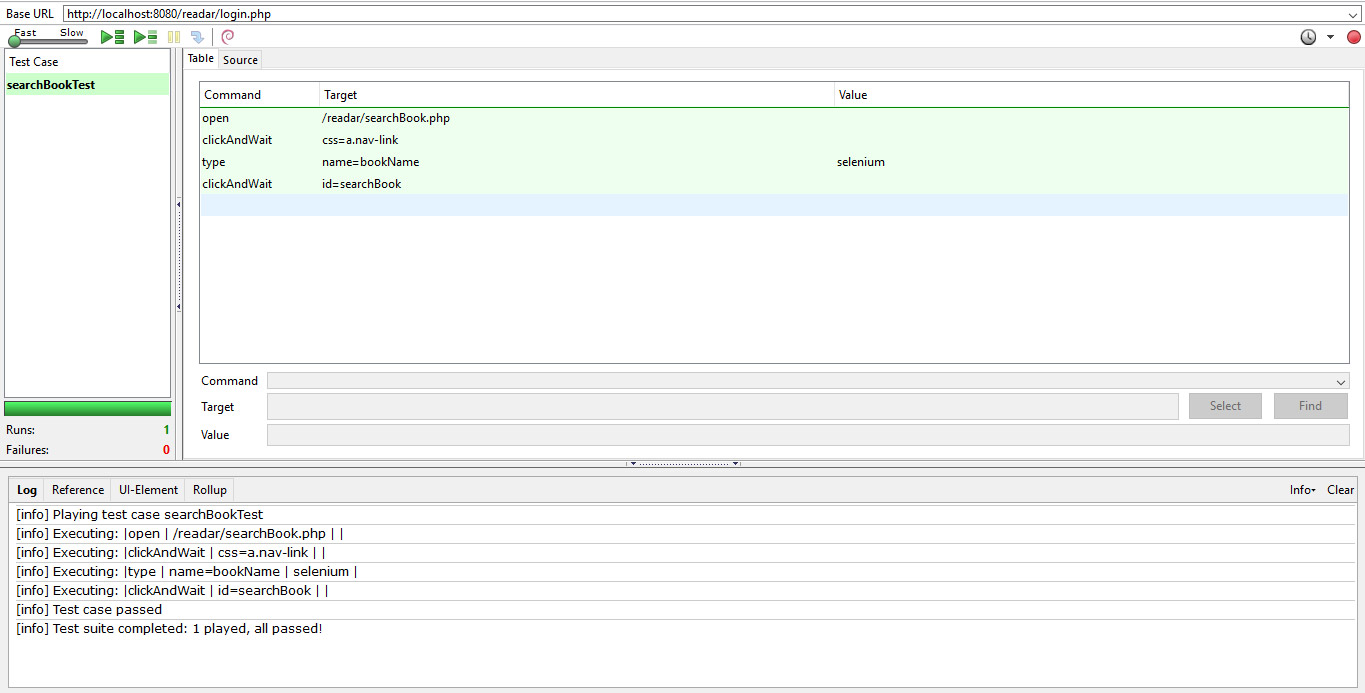 Base URL http://localhost:8080/readar/login.php
Fast Slow
Test Case
searchBookTest
Runs: 1
Failures: 0
Table Source
Command Target Value
open /readar/searchBook.php
clickAndWait css=a.nav-link
type name=bookName selenium
clickAndWait id=searchBook
Command
Target Select Find
Value
Log Reference UI-Element Rollup Info Clear
[info] Playing test case searchBookTest
[info] Executing: |open | /readar/searchBook.php | |
[info] Executing: |clickAndWait | css=a.nav-link | |
[info] Executing: |type | name=bookName | selenium |
[info] Executing: |clickAndWait | id=searchBook | |
[info] Test case passed
[info] Test suite completed: 1 played, all passed!